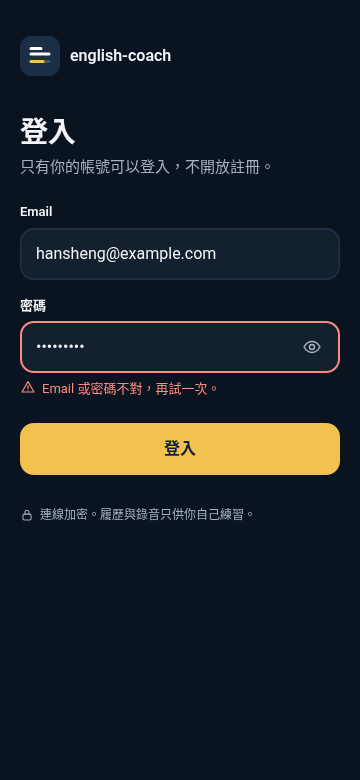 english-coach
登入
只有你的帳號可以登入，不開放註冊。
Email
hansheng@example.com
密碼
•••••••••
Email 或密碼不對，再試一次。
登入
連線加密。履歷與錄音只供你自己練習。